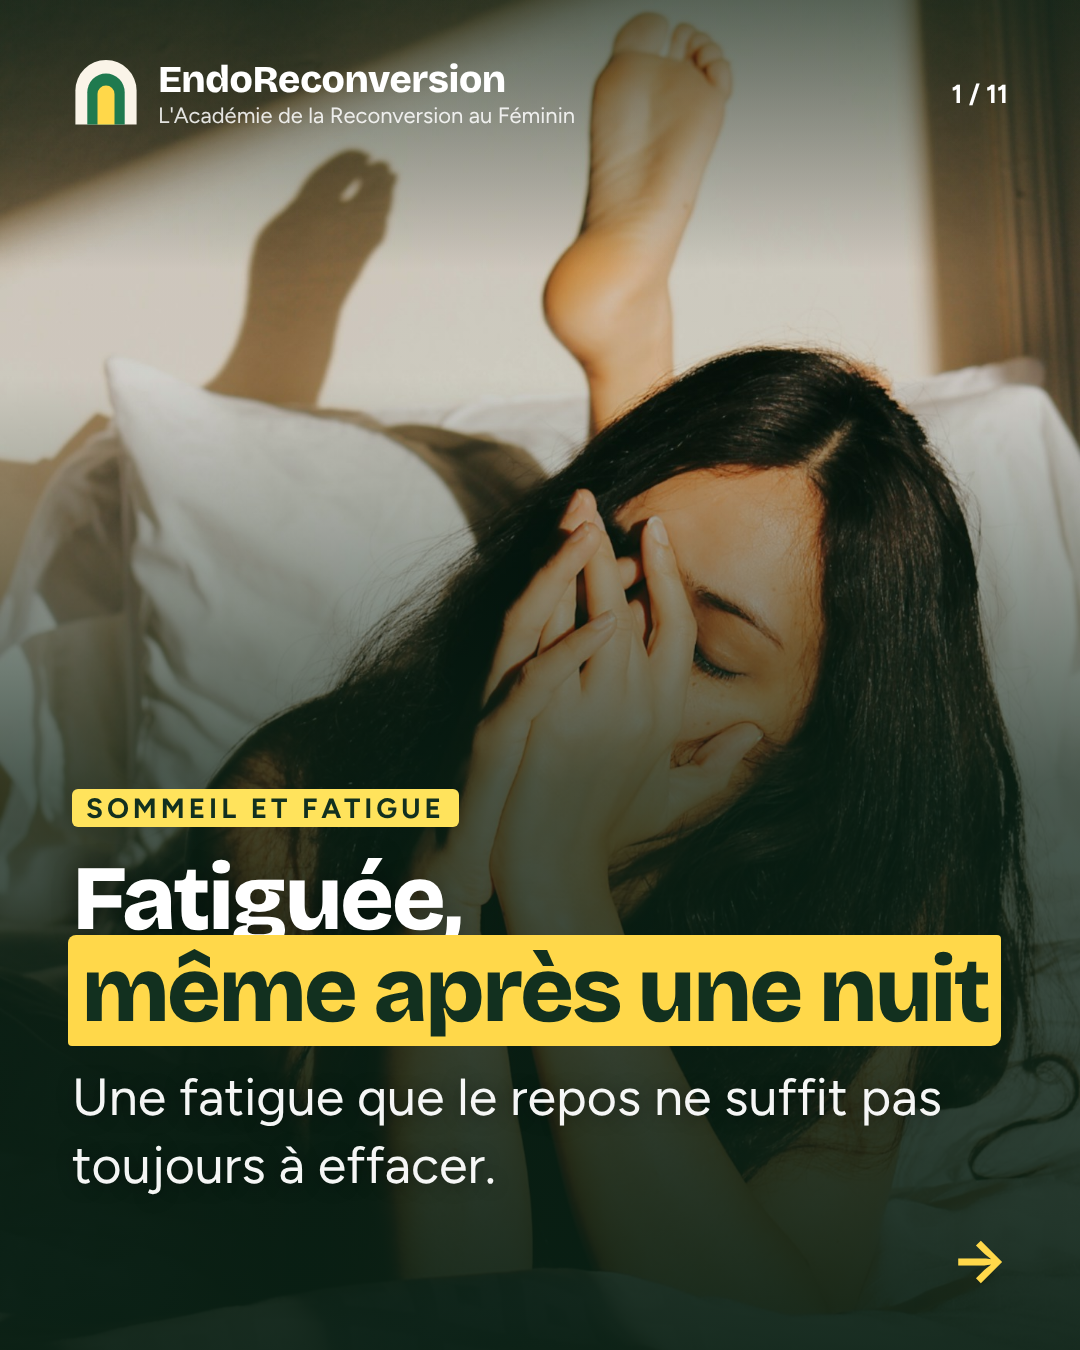 EndoReconversion
L'Académie de la Reconversion au Féminin
1 / 11
SOMMEIL ET FATIGUE
Fatiguée,
même après une nuit
Une fatigue que le repos ne suffit pas
toujours à effacer.